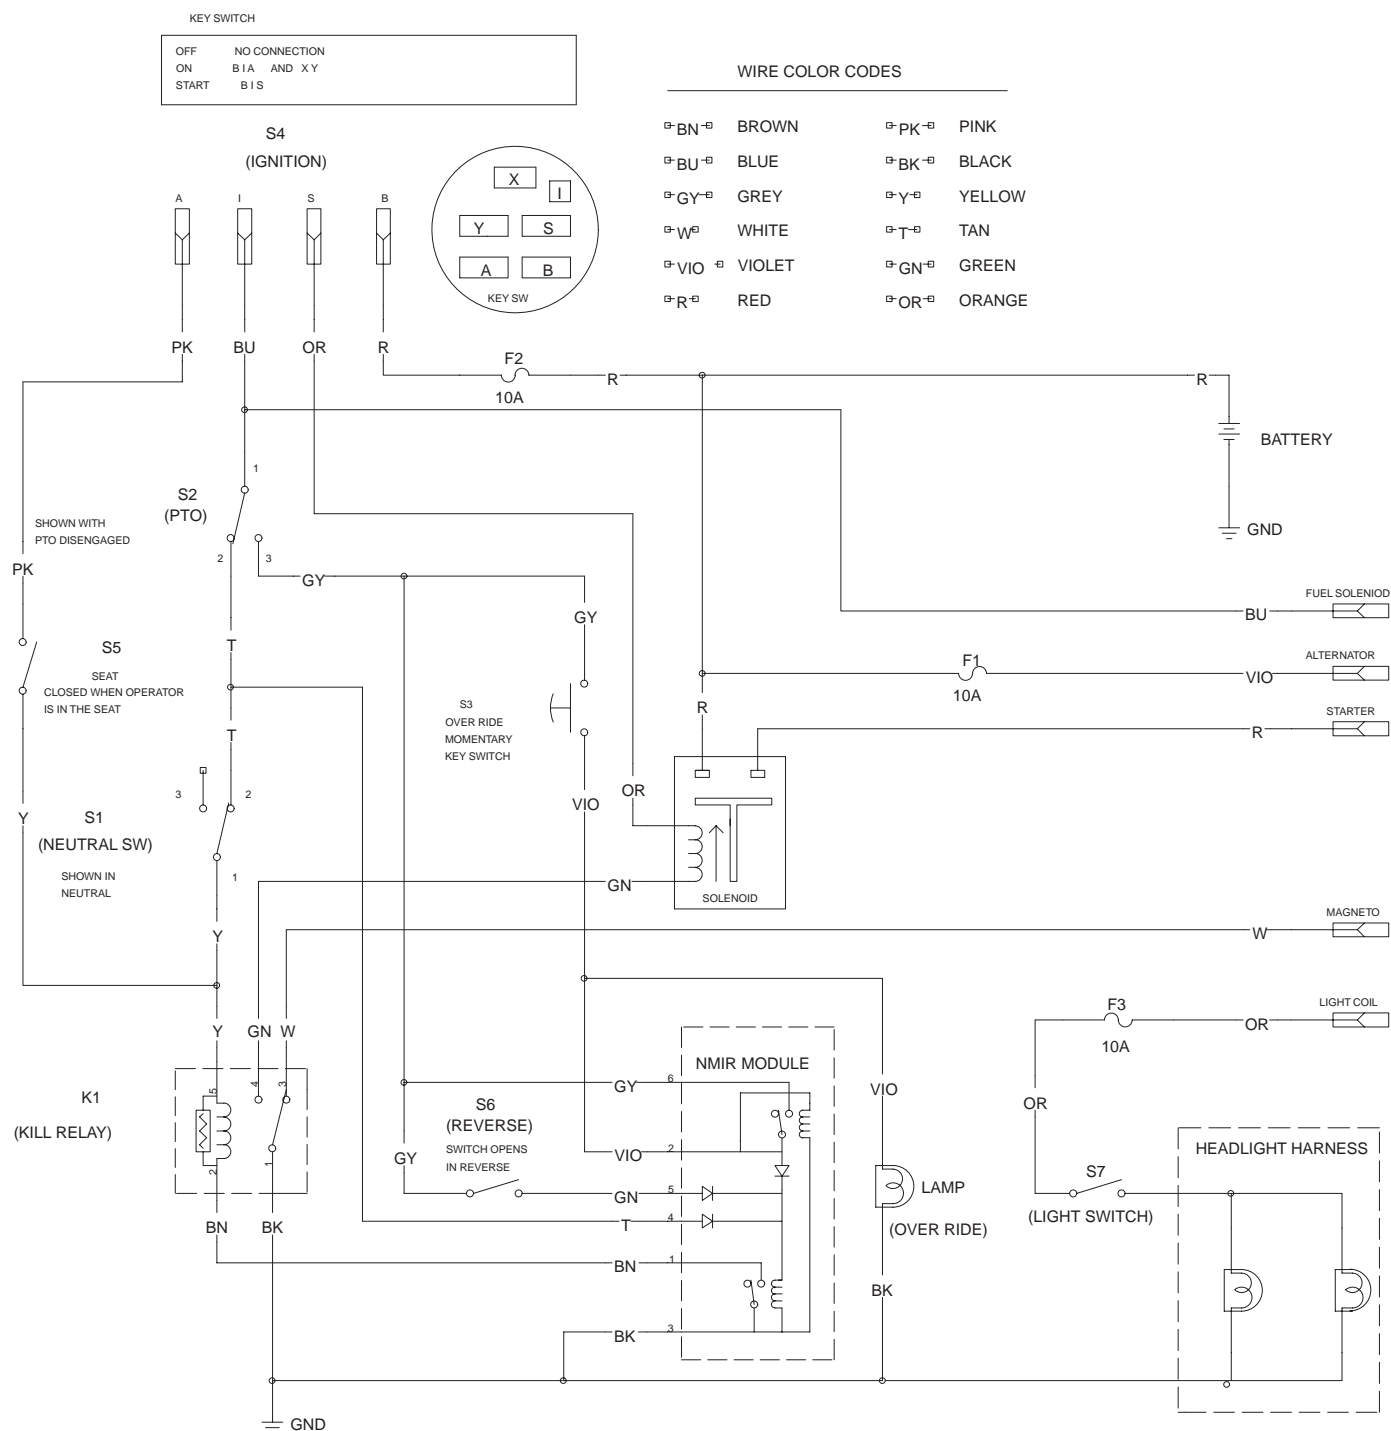 KEY SWITCH
OFF NO CONNECTION
ON B I A AND X Y
START B I S
WIRE COLOR CODES
BN BROWN PK PINK
BU BLUE BK BLACK
GY GREY Y YELLOW
W WHITE T TAN
VIO VIOLET GN GREEN
R RED OR ORANGE
S4
(IGNITION)
A I S B
X
I
Y S
A B
KEY SW
PK BU OR R
F2
10A
R
R
BATTERY
GND
1
S2
(PTO)
2
3
SHOWN WITH
PTO DISENGAGED
PK
GY
GY
FUEL SOLENIOD
BU
T
S5
SEAT
CLOSED WHEN OPERATOR
IS IN THE SEAT
F1
10A
ALTERNATOR
VIO
R
STARTER
R
S3
OVER RIDE
MOMENTARY
KEY SWITCH
T
3
2
Y
S1
(NEUTRAL SW)
SHOWN IN
NEUTRAL
1
VIO
OR
GN
SOLENOID
Y
MAGNETO
W
Y GN W
F3
10A
LIGHT COIL
OR
K1
(KILL RELAY)
5
4
3
2
1
NMIR MODULE
GY 6
S6
(REVERSE)
SWITCH OPENS
IN REVERSE
GY
VIO 2
GN 5
T 4
BN 1
BK 3
VIO
LAMP
(OVER RIDE)
BK
OR
S7
(LIGHT SWITCH)
HEADLIGHT HARNESS
BN BK
GND